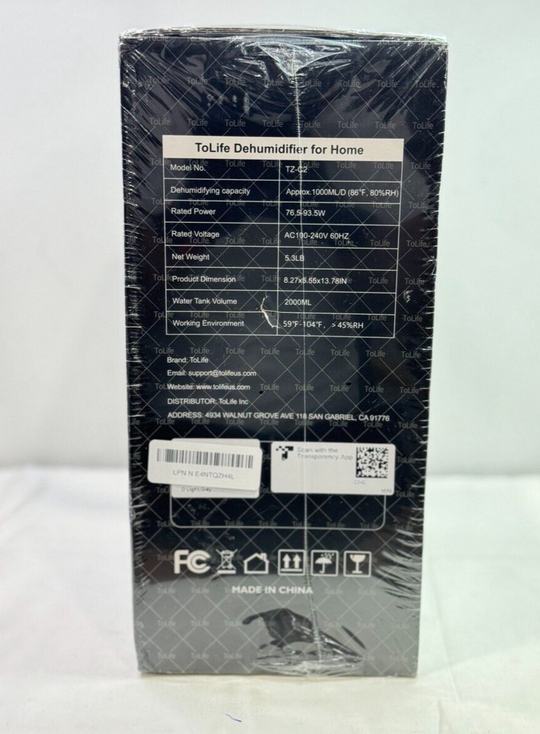 ToLife Dehumidifier for Home
Model No. TZ-C2
Dehumidifying capacity Approx.1000ML/D (86°F, 80%RH)
Rated Power 76.5-93.5W
Rated Voltage AC100-240V 60HZ
Net Weight 5.3LB
Product Dimension 8.27x6.55x13.78IN
Water Tank Volume 2000ML
Working Environment 59°F-104°F, > 45%RH
Brand: ToLife
Email: support@tolifeus.com
Website: www.tolifeus.com
DISTRIBUTOR: ToLife Inc
ADDRESS: 4934 WALNUT GROVE AVE 118 SAN GABRIEL, CA 91776
Scan with the
Transparency App
FC
MADE IN CHINA